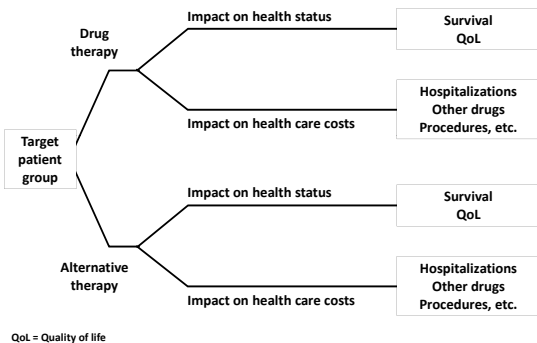 Drug
therapy
Impact on health status
Survival
QoL
Impact on health care costs
Hospitalizations
Other drugs
Procedures, etc.
Target
patient
group
Alternative
therapy
Impact on health status
Survival
QoL
Impact on health care costs
Hospitalizations
Other drugs
Procedures, etc.
QoL = Quality of life